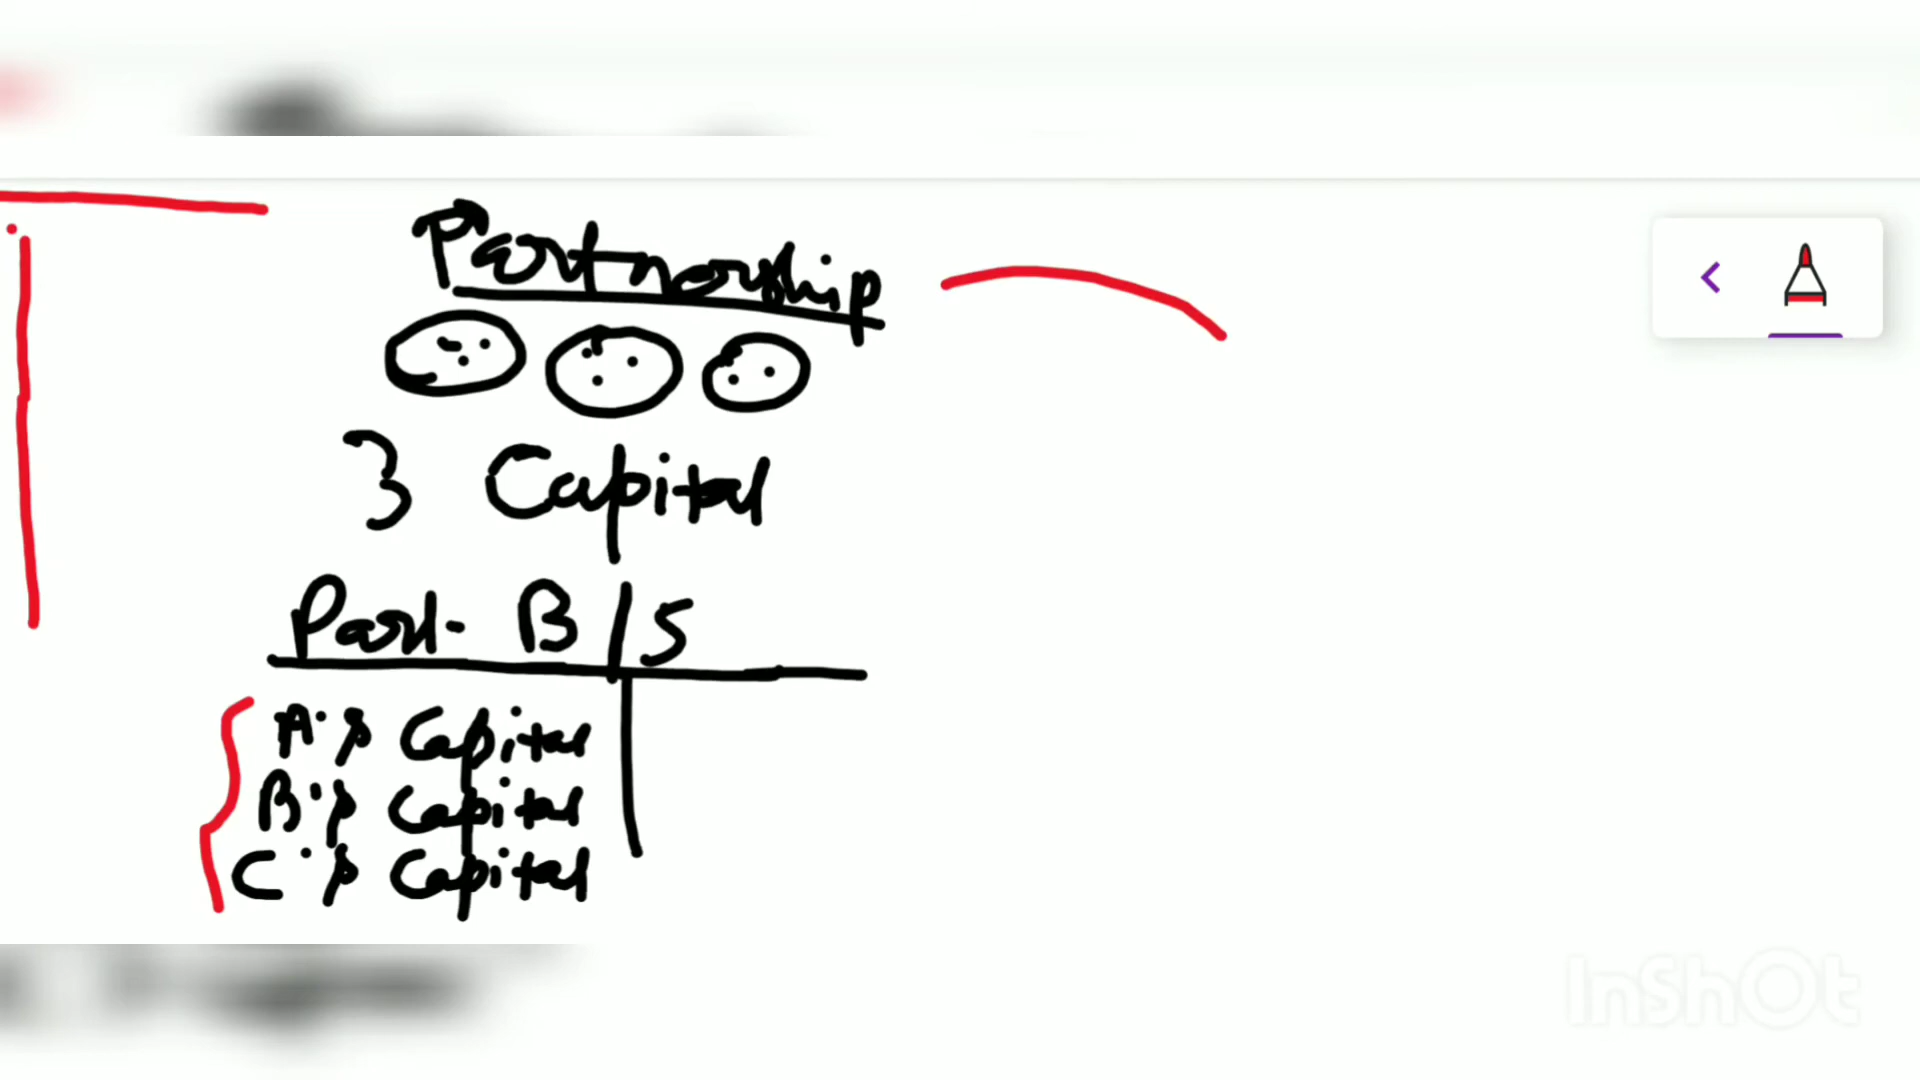 Partnership
3 Capital
Part. B/S
A's Capital
B's Capital
C's Capital
InShOt